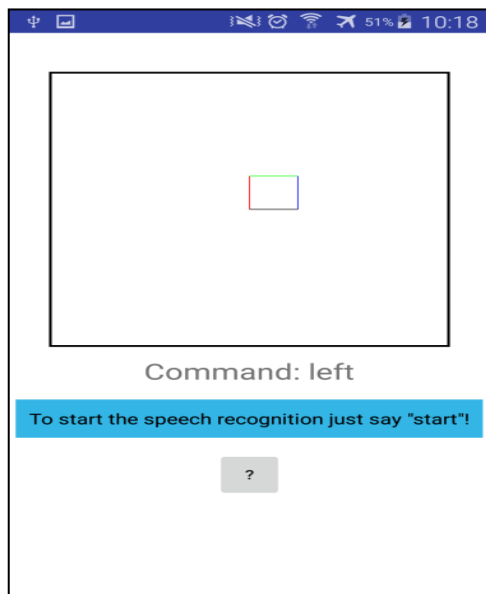 51% 10:18
Command: left
To start the speech recognition just say "start"!
?